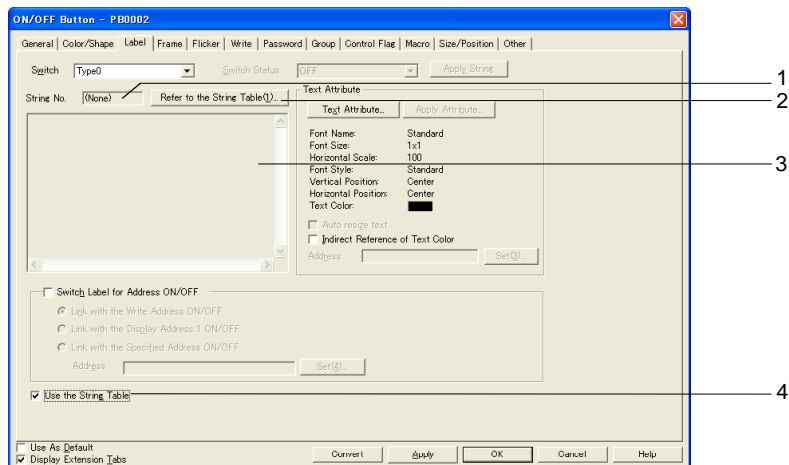 ON/OFF Button - PB0002
General Color/Shape Label Frame Flicker Write Password Group Control Flag Macro Size/Position Other
Switch Type0 Switch Status OFF Apply String
1
String No. (None) Refer to the String Table(1)... Text Attribute
2
Text Attribute... Apply Attribute...
Font Name: Standard
Font Size: 1x1
Horizontal Scale: 100
3
Font Style: Standard
Vertical Position: Center
Horizontal Position: Center
Text Color:
Auto resize text
Indirect Reference of Text Color
Address Set(3)...
Switch Label for Address ON/OFF
Link with the Write Address ON/OFF
Link with the Display Address 1 ON/OFF
Link with the Specified Address ON/OFF
Address Set(4)...
Use the String Table
4
Use As Default
Display Extension Tabs
Convert Apply OK Cancel Help